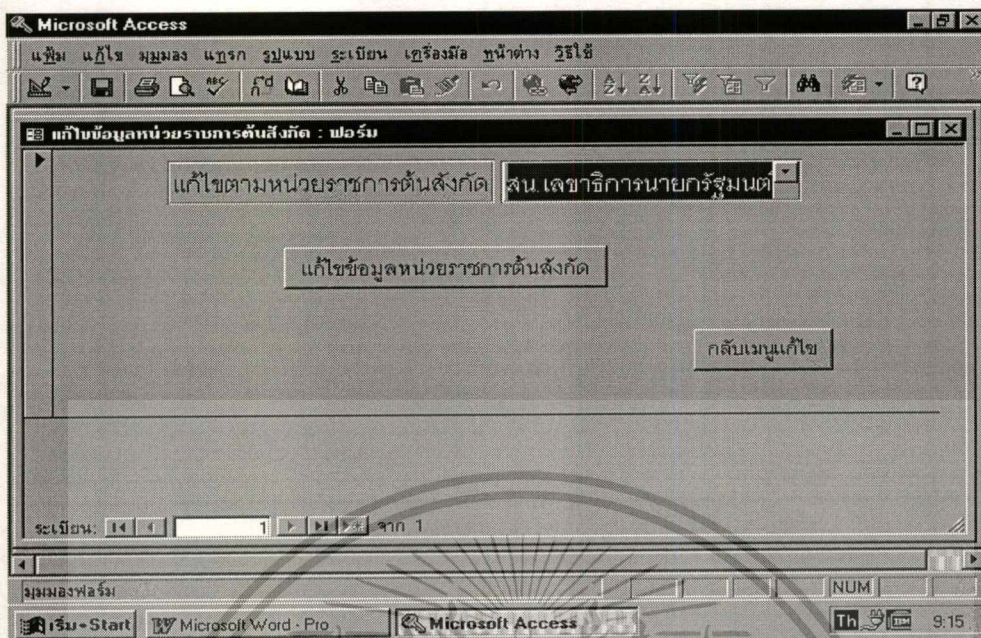 Microsoft Access
แฟ้ม แก้ไข มุมมอง แทรก รูปแบบ ระเบียน เครื่องมือ หน้าต่าง วิธีใช้
แก้ไขข้อมูลหน่วยราชการต้นสังกัด : ฟอร์ม
แก้ไขตามหน่วยราชการต้นสังกัด สน.เลขาธิการนายกรัฐมนต์
แก้ไขข้อมูลหน่วยราชการต้นสังกัด
กลับเมนูแก้ไข
ระเบียน: 1 จาก 1
มุมมองฟอร์ม NUM
เริ่ม-Start Microsoft Word - Pro Microsoft Access Th 9:15